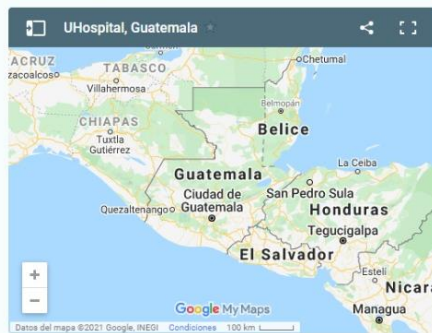 UHospital, Guatemala
Chetumal
ACRUZ
TABASCO
zacoalcos
Villahermosa
Belmopán
CHIAPAS
Belice
Tuxtla
Gutiérrez
La Ceiba
Guatemala
Ciudad de
Guatemala
San Pedro Sula
Quezaltenango
Honduras
Tegucigalpa
El Salvador
Estelí
Nicara
+
−
Google My Maps
Managua
Datos del mapa ©2021 Google, INEGI Condiciones 100 km